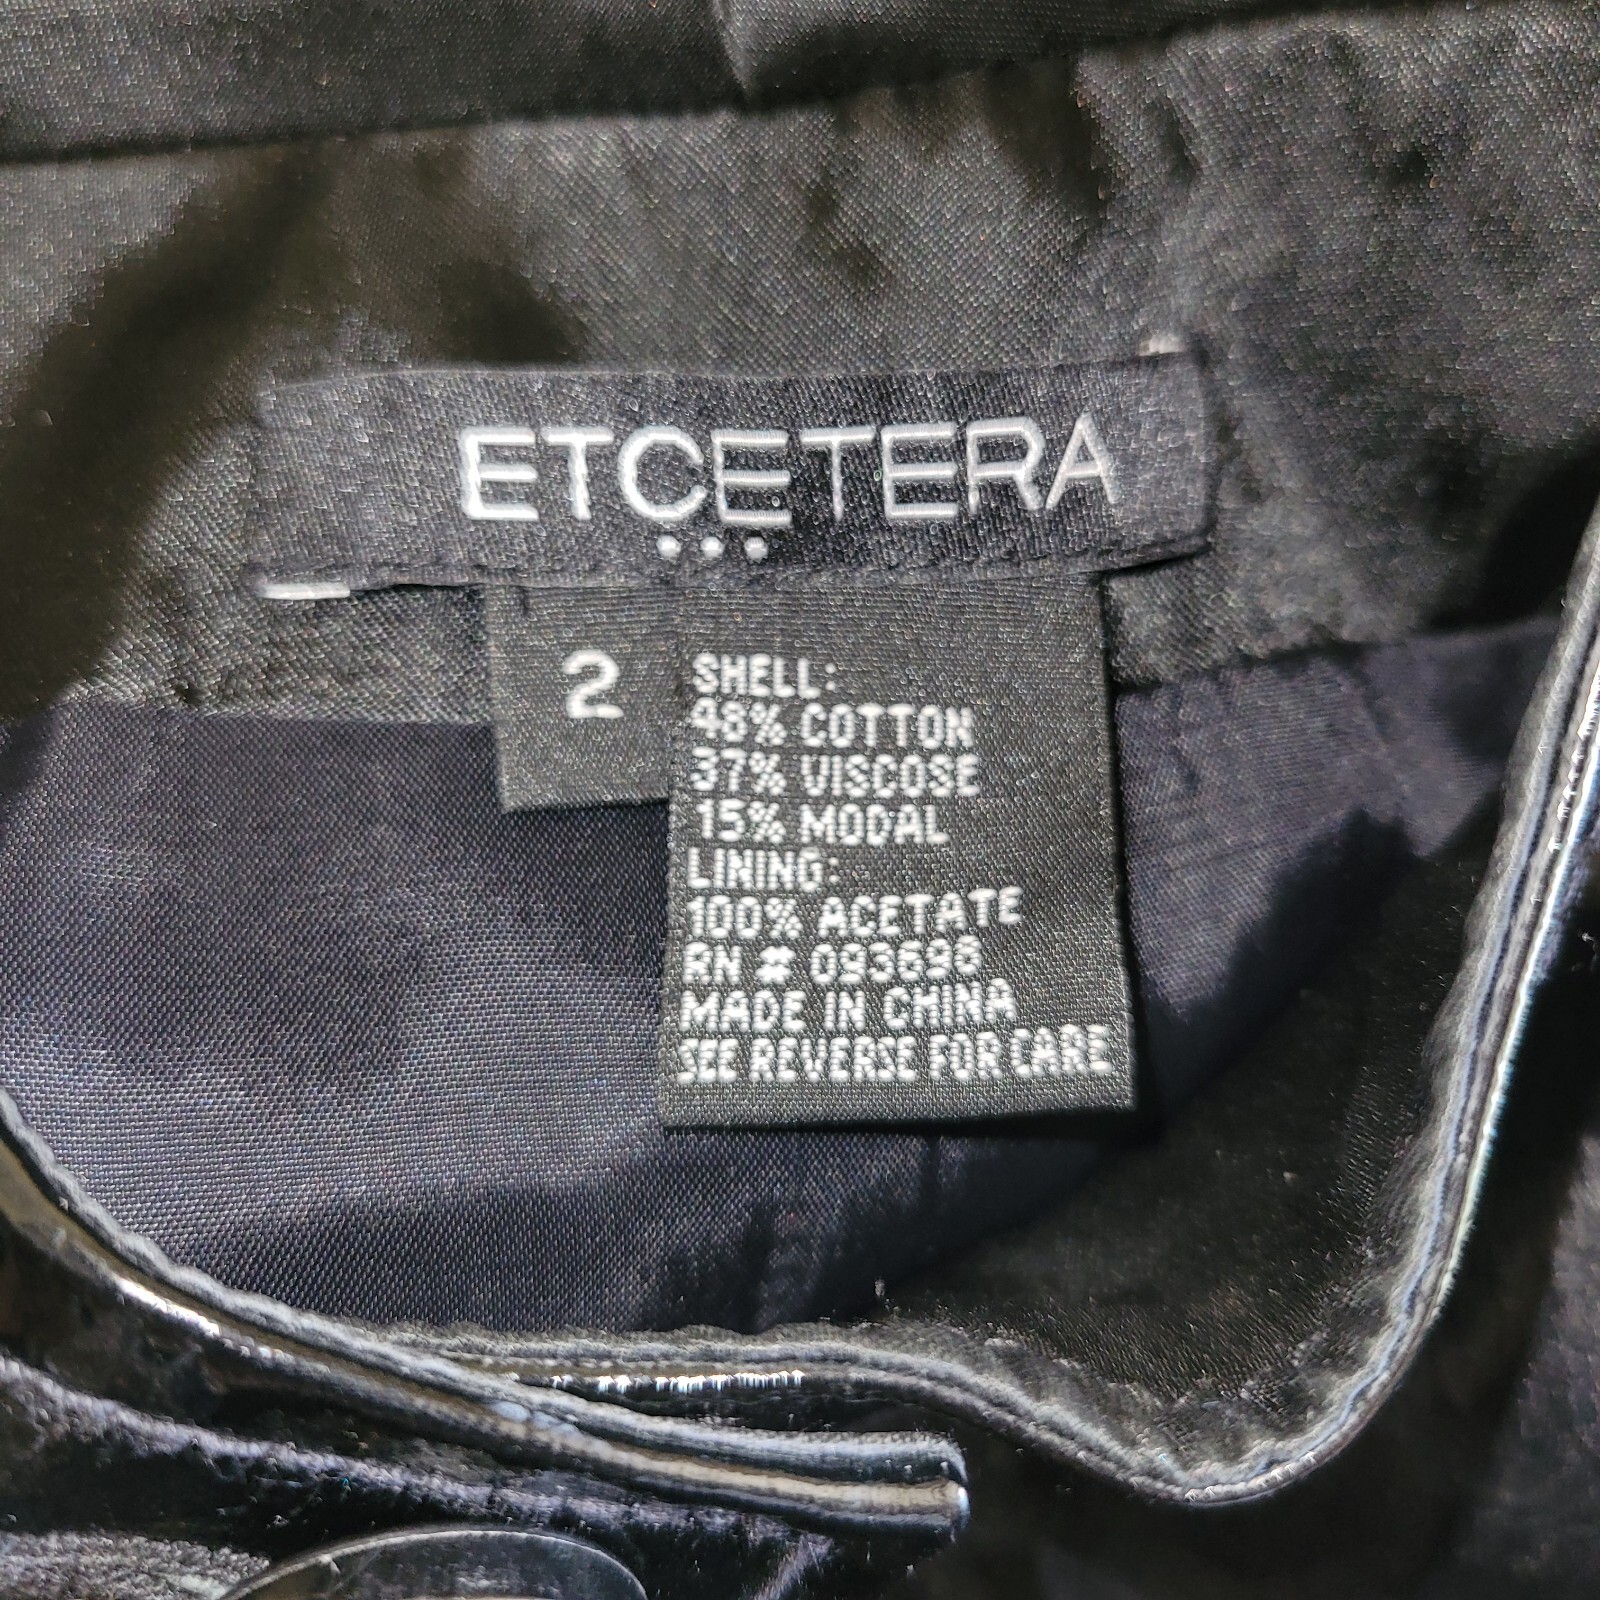 ETCETERA
...
2
SHELL:
48% COTTON
37% VISCOSE
15% MODAL
LINING:
100% ACETATE
RN # 093698
MADE IN CHINA
SEE REVERSE FOR CARE